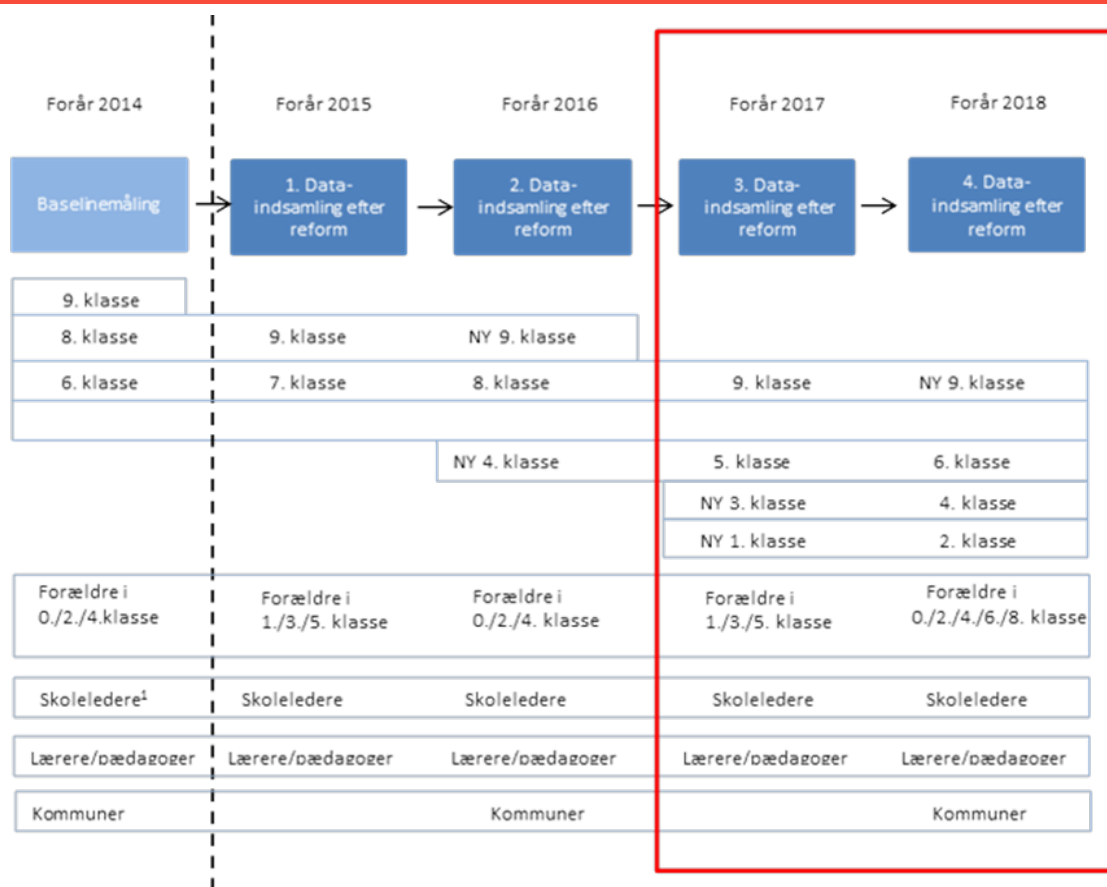 Forår 2014 Forår 2015 Forår 2016 Forår 2017 Forår 2018
Baselinemåling
1. Data-
indsamling efter
reform
2. Data-
indsamling efter
reform
3. Data-
indsamling efter
reform
4. Data-
indsamling efter
reform
9. klasse
8. klasse 9. klasse NY 9. klasse
6. klasse 7. klasse 8. klasse 9. klasse NY 9. klasse
NY 4. klasse 5. klasse 6. klasse
NY 3. klasse 4. klasse
NY 1. klasse 2. klasse
Forældre i
0./2./4.klasse
Forældre i
1./3./5. klasse
Forældre i
0./2./4. klasse
Forældre i
1./3./5. klasse
Forældre i
0./2./4./6./8. klasse
Skoleledere¹ Skoleledere Skoleledere Skoleledere Skoleledere
Lærere/pædagoger Lærere/pædagoger Lærere/pædagoger Lærere/pædagoger Lærere/pædagoger
Kommuner Kommuner Kommuner